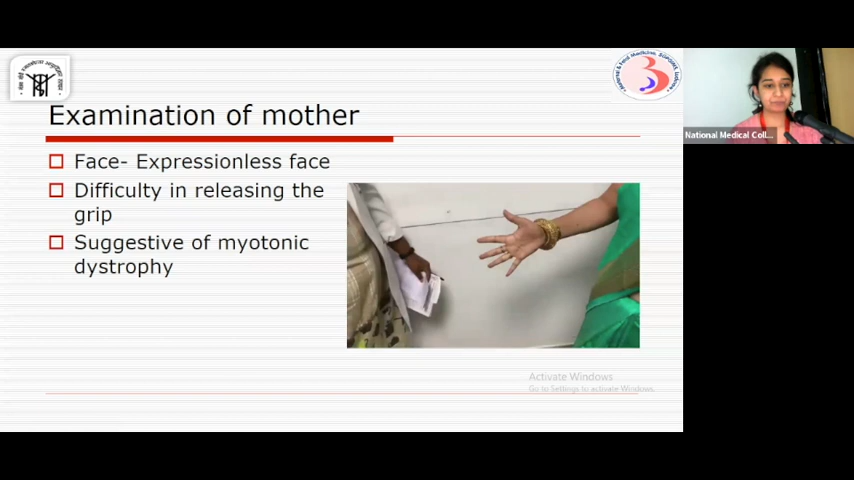 Examination of mother
Face- Expressionless face
Difficulty in releasing the
grip
Suggestive of myotonic
dystrophy
Activate Windows
Go to Settings to activate Windows.
National Medical Coll...